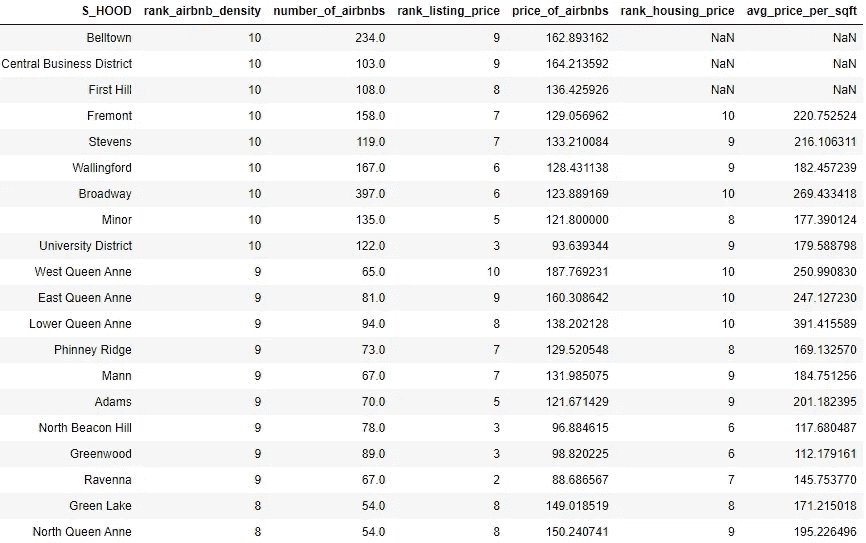 S_HOOD rank_airbnb_density number_of_airbnbs rank_listing_price price_of_airbnbs rank_housing_price avg_price_per_sqft
Belltown 10 234.0 9 162.893162 NaN NaN
Central Business District 10 103.0 9 164.213592 NaN NaN
First Hill 10 108.0 8 136.425926 NaN NaN
Fremont 10 158.0 7 129.056962 10 220.752524
Stevens 10 119.0 7 133.210084 9 216.106311
Wallingford 10 167.0 6 128.431138 9 182.457239
Broadway 10 397.0 6 123.889169 10 269.433418
Minor 10 135.0 5 121.800000 8 177.390124
University District 10 122.0 3 93.639344 9 179.588798
West Queen Anne 9 65.0 10 187.769231 10 250.990830
East Queen Anne 9 81.0 9 160.308642 10 247.127230
Lower Queen Anne 9 94.0 8 138.202128 10 391.415589
Phinney Ridge 9 73.0 7 129.520548 8 169.132570
Mann 9 67.0 7 131.985075 9 184.751256
Adams 9 70.0 5 121.671429 9 201.182395
North Beacon Hill 9 78.0 3 96.884615 6 117.680487
Greenwood 9 89.0 3 98.820225 6 112.179161
Ravenna 9 67.0 2 88.686567 7 145.753770
Green Lake 8 54.0 8 149.018519 8 171.215018
North Queen Anne 8 54.0 8 150.240741 9 195.226496